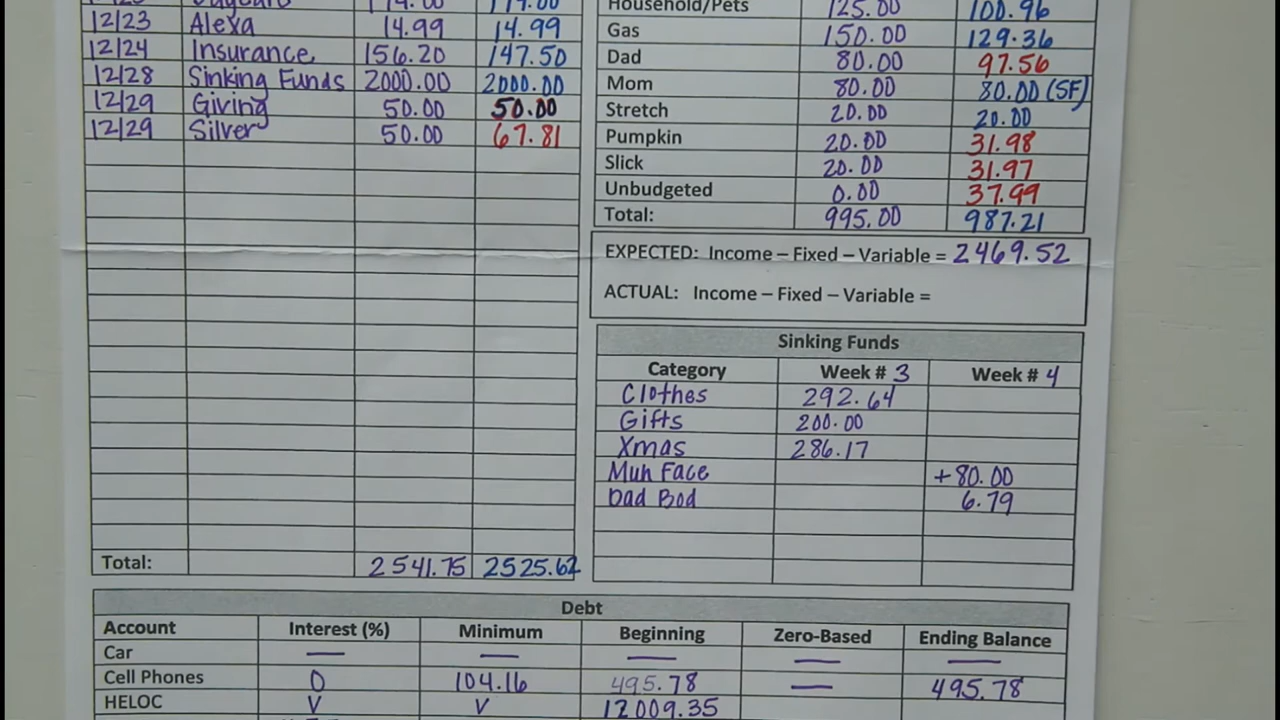 Household/Pets 125.00 100.96
12/23 Alexa 14.99 14.99
Gas 150.00 129.36
12/24 Insurance 156.20 147.50
Dad 80.00 97.56
12/28 Sinking Funds 2000.00 2000.00
Mom 80.00 80.00 (SF)
12/29 Giving 50.00 50.00
Stretch 20.00 20.00
12/29 Silver 50.00 67.81
Pumpkin 20.00 31.98
Slick 20.00 31.97
Unbudgeted 0.00 37.99
Total: 995.00 987.21
EXPECTED: Income – Fixed – Variable = 2469.52
ACTUAL: Income – Fixed – Variable =
Sinking Funds
Category Week # 3 Week # 4
Clothes 292.64
Gifts 200.00
Xmas 286.17
Muh Face +80.00
Dad Bod 6.79
Total: 2541.75 2525.62
Debt
Account Interest (%) Minimum Beginning Zero-Based Ending Balance
Car — — — — —
Cell Phones 0 104.16 495.78 — 495.78
HELOC V V 12009.35